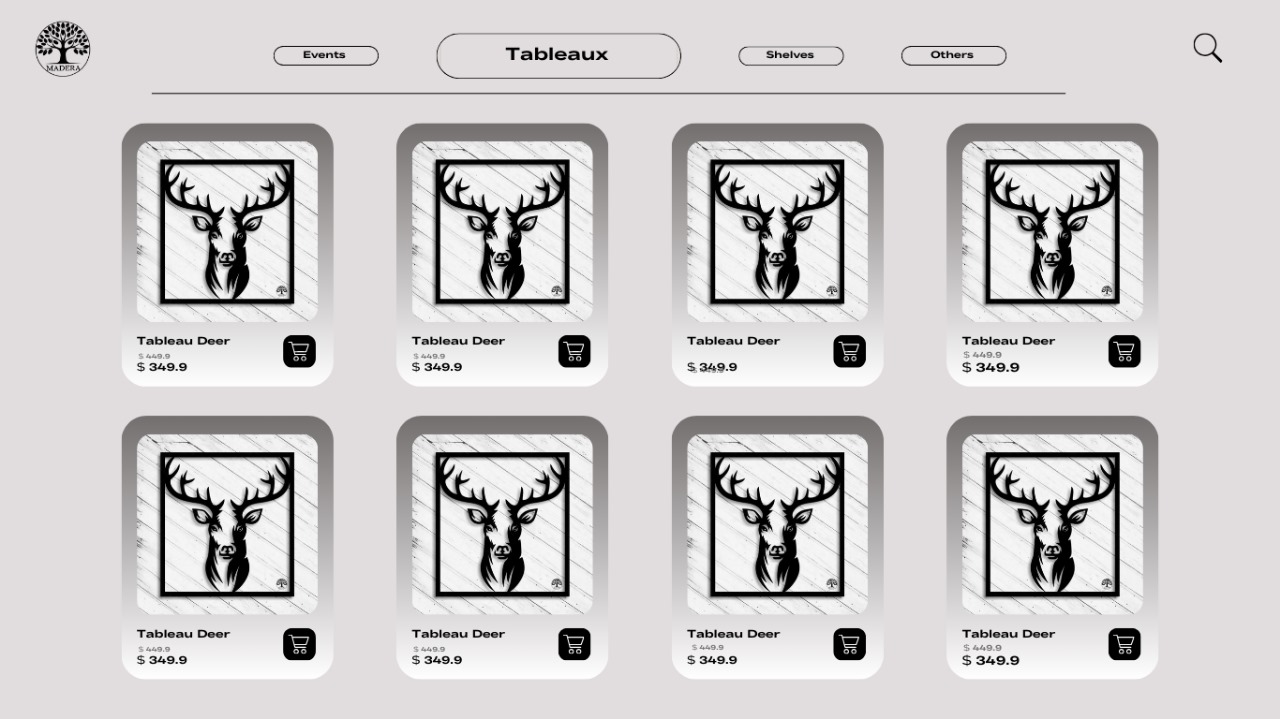 MADERA
Events
Tableaux
Shelves
Others
Tableau Deer
$ 449.9
$ 349.9
Tableau Deer
$ 449.9
$ 349.9
Tableau Deer
$ 349.9
$ 449.9
Tableau Deer
$ 449.9
$ 349.9
Tableau Deer
$ 449.9
$ 349.9
Tableau Deer
$ 449.9
$ 349.9
Tableau Deer
$ 449.9
$ 349.9
Tableau Deer
$ 449.9
$ 349.9